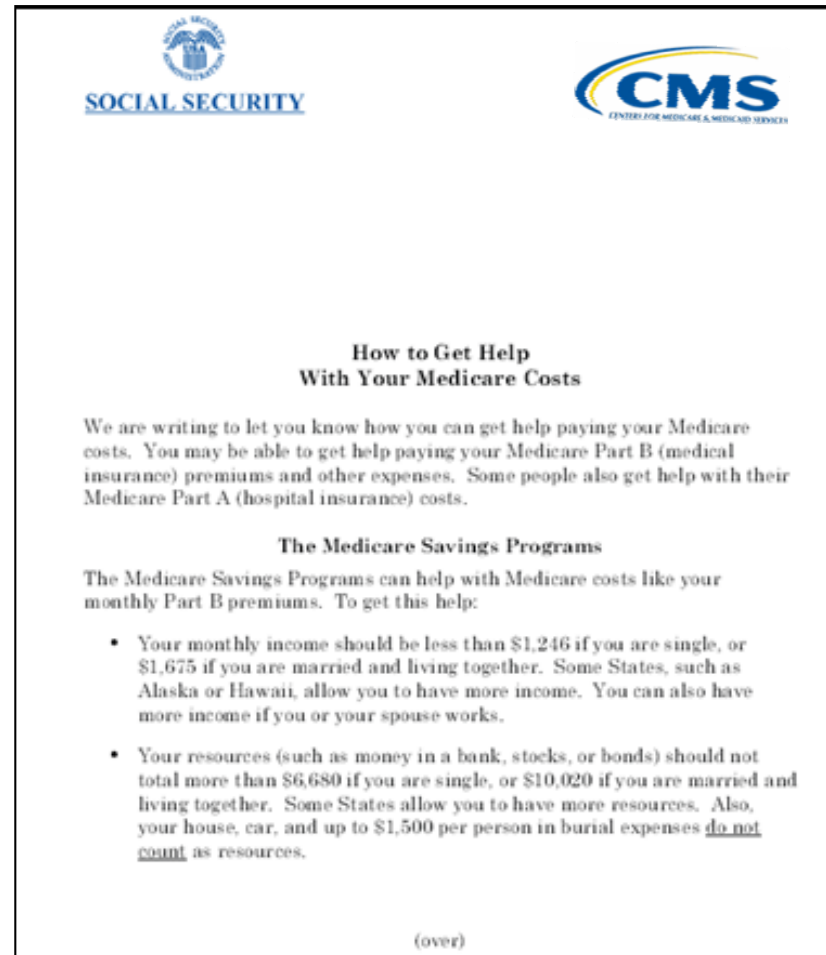 SOCIAL SECURITY
ADMINISTRATION
USA
SOCIAL SECURITY
CMS
CENTERS FOR MEDICARE & MEDICAID SERVICES
How to Get Help
With Your Medicare Costs
We are writing to let you know how you can get help paying your Medicare
costs. You may be able to get help paying your Medicare Part B (medical
insurance) premiums and other expenses. Some people also get help with their
Medicare Part A (hospital insurance) costs.
The Medicare Savings Programs
The Medicare Savings Programs can help with Medicare costs like your
monthly Part B premiums. To get this help:
• Your monthly income should be less than $1,246 if you are single, or
$1,675 if you are married and living together. Some States, such as
Alaska or Hawaii, allow you to have more income. You can also have
more income if you or your spouse works.
• Your resources (such as money in a bank, stocks, or bonds) should not
total more than $6,680 if you are single, or $10,020 if you are married and
living together. Some States allow you to have more resources. Also,
your house, car, and up to $1,500 per person in burial expenses do not
count as resources.
(over)